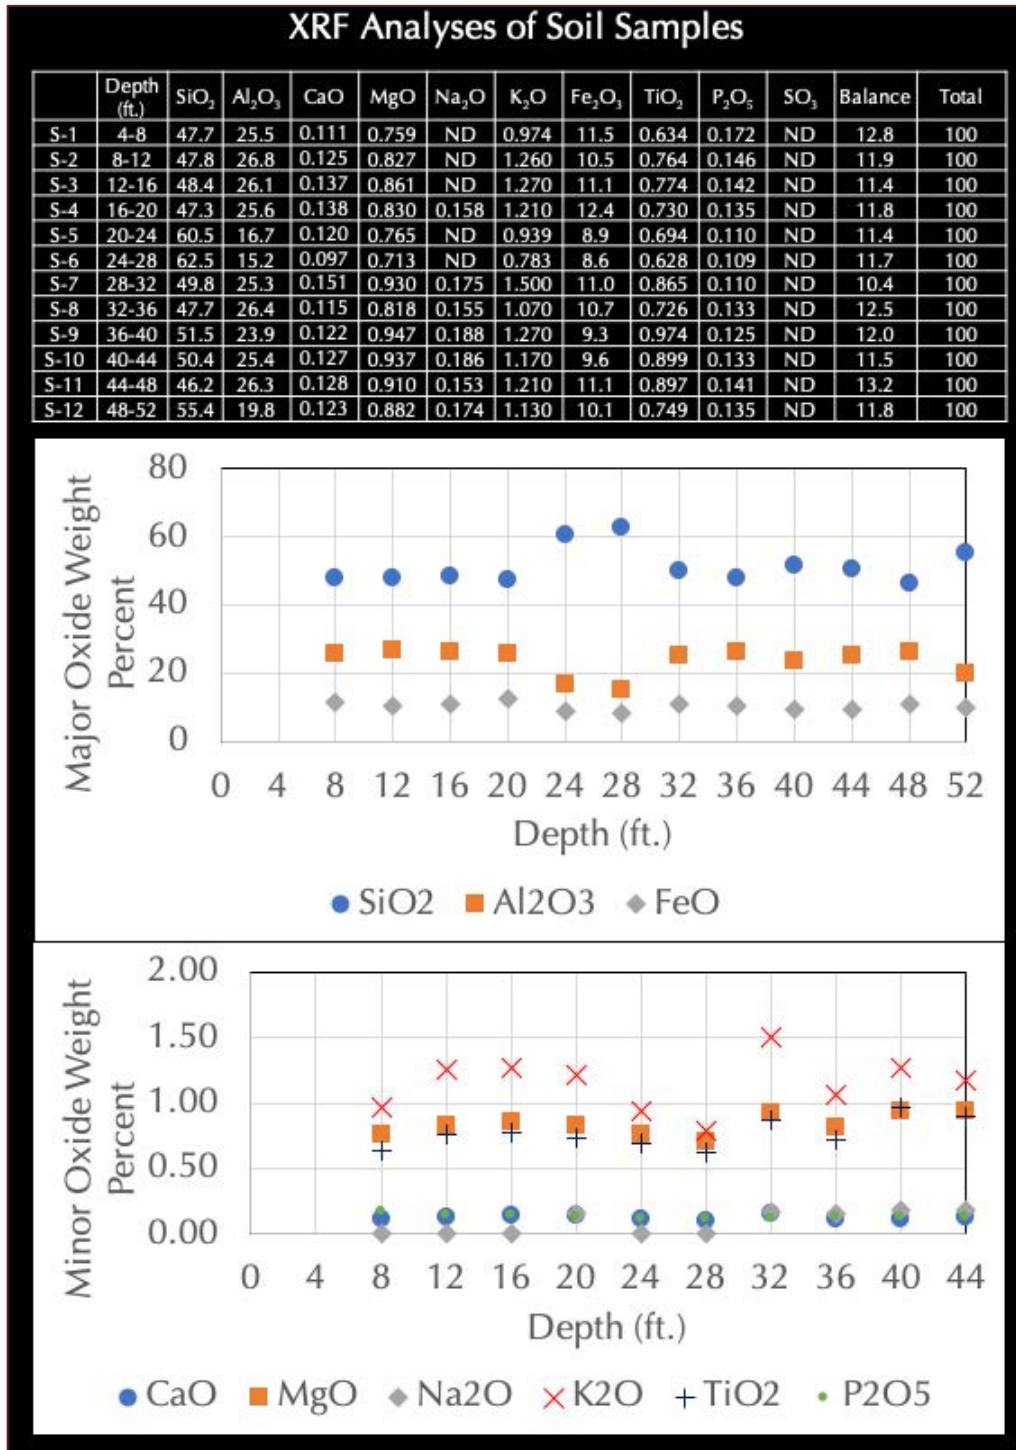 XRF Analyses of Soil Samples
Depth (ft.) SiO₂ Al₂O₃ CaO MgO Na₂O K₂O Fe₂O₃ TiO₂ P₂O₅ SO₃ Balance Total
S-1 4-8 47.7 25.5 0.111 0.759 ND 0.974 11.5 0.634 0.172 ND 12.8 100
S-2 8-12 47.8 26.8 0.125 0.827 ND 1.260 10.5 0.764 0.146 ND 11.9 100
S-3 12-16 48.4 26.1 0.137 0.861 ND 1.270 11.1 0.774 0.142 ND 11.4 100
S-4 16-20 47.3 25.6 0.138 0.830 0.158 1.210 12.4 0.730 0.135 ND 11.8 100
S-5 20-24 60.5 16.7 0.120 0.765 ND 0.939 8.9 0.694 0.110 ND 11.4 100
S-6 24-28 62.5 15.2 0.097 0.713 ND 0.783 8.6 0.628 0.109 ND 11.7 100
S-7 28-32 49.8 25.3 0.151 0.930 0.175 1.500 11.0 0.865 0.110 ND 10.4 100
S-8 32-36 47.7 26.4 0.115 0.818 0.155 1.070 10.7 0.726 0.133 ND 12.5 100
S-9 36-40 51.5 23.9 0.122 0.947 0.188 1.270 9.3 0.974 0.125 ND 12.0 100
S-10 40-44 50.4 25.4 0.127 0.937 0.186 1.170 9.6 0.899 0.133 ND 11.5 100
S-11 44-48 46.2 26.3 0.128 0.910 0.153 1.210 11.1 0.897 0.141 ND 13.2 100
S-12 48-52 55.4 19.8 0.123 0.882 0.174 1.130 10.1 0.749 0.135 ND 11.8 100
Major Oxide Weight
Percent
80
60
40
20
0
0 4 8 12 16 20 24 28 32 36 40 44 48 52
Depth (ft.)
SiO2 Al2O3 FeO
Minor Oxide Weight
Percent
2.00
1.50
1.00
0.50
0.00
0 4 8 12 16 20 24 28 32 36 40 44
Depth (ft.)
CaO MgO Na2O K2O TiO2 P2O5